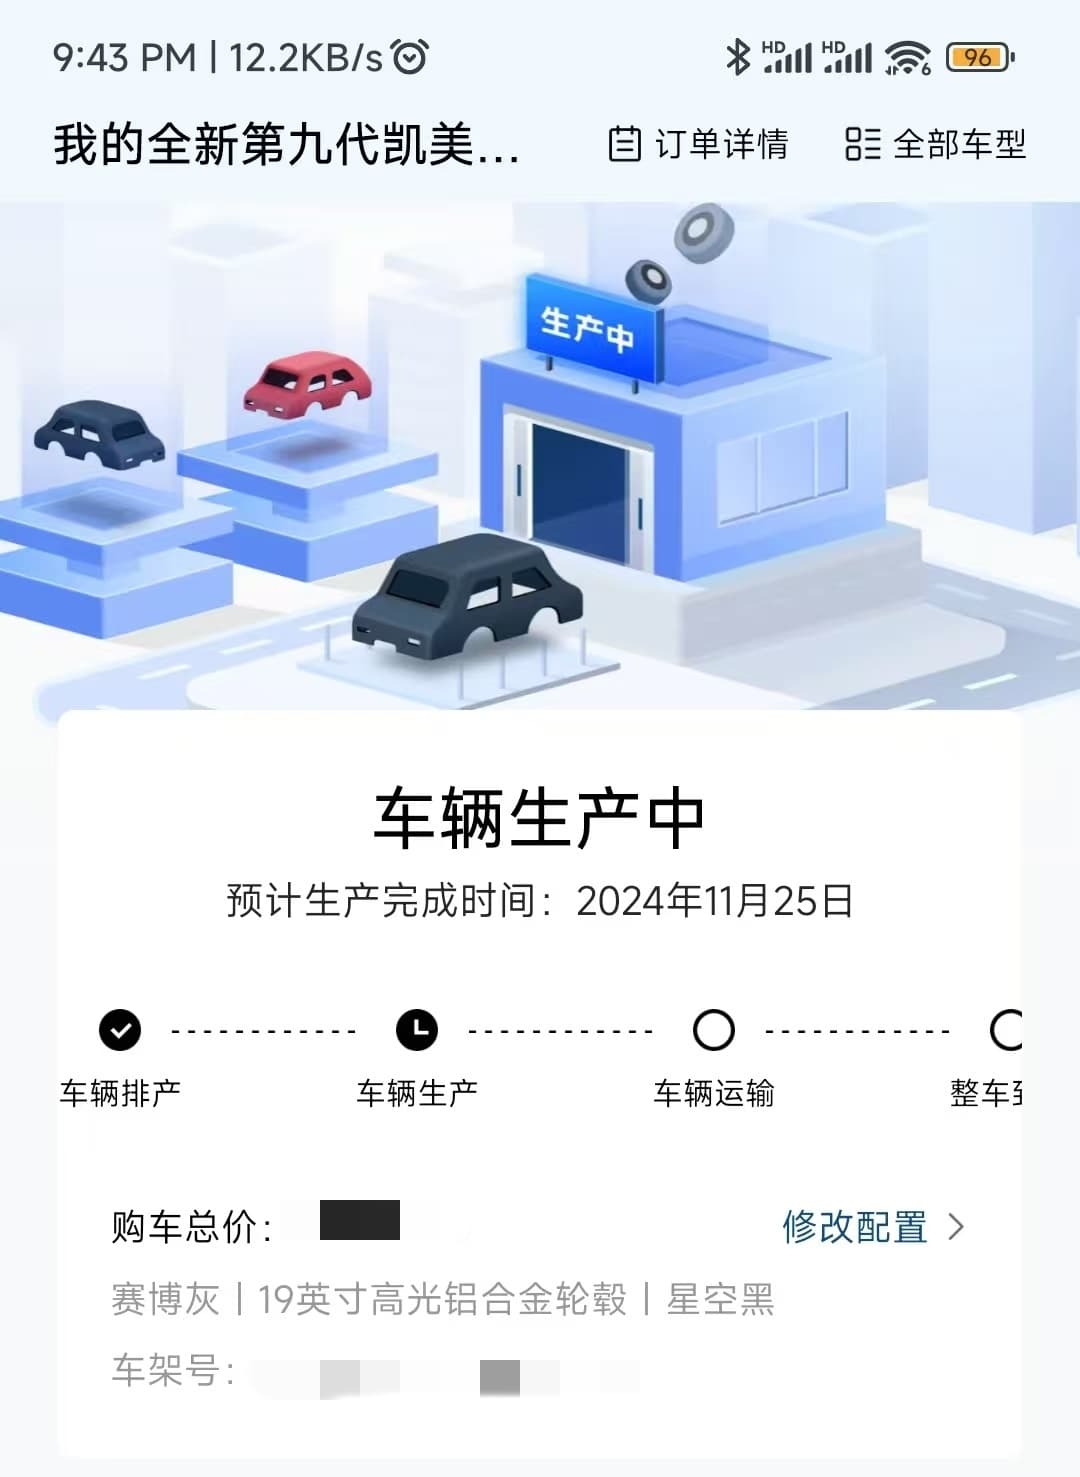 9:43 PM | 12.2KB/s
HD HD 6 96
我的全新第九代凯美... 订单详情 全部车型
生产中
车辆生产中
预计生产完成时间：2024年11月25日
车辆排产 车辆生产 车辆运输 整车
购车总价： 修改配置
赛博灰 | 19英寸高光铝合金轮毂 | 星空黑
车架号：